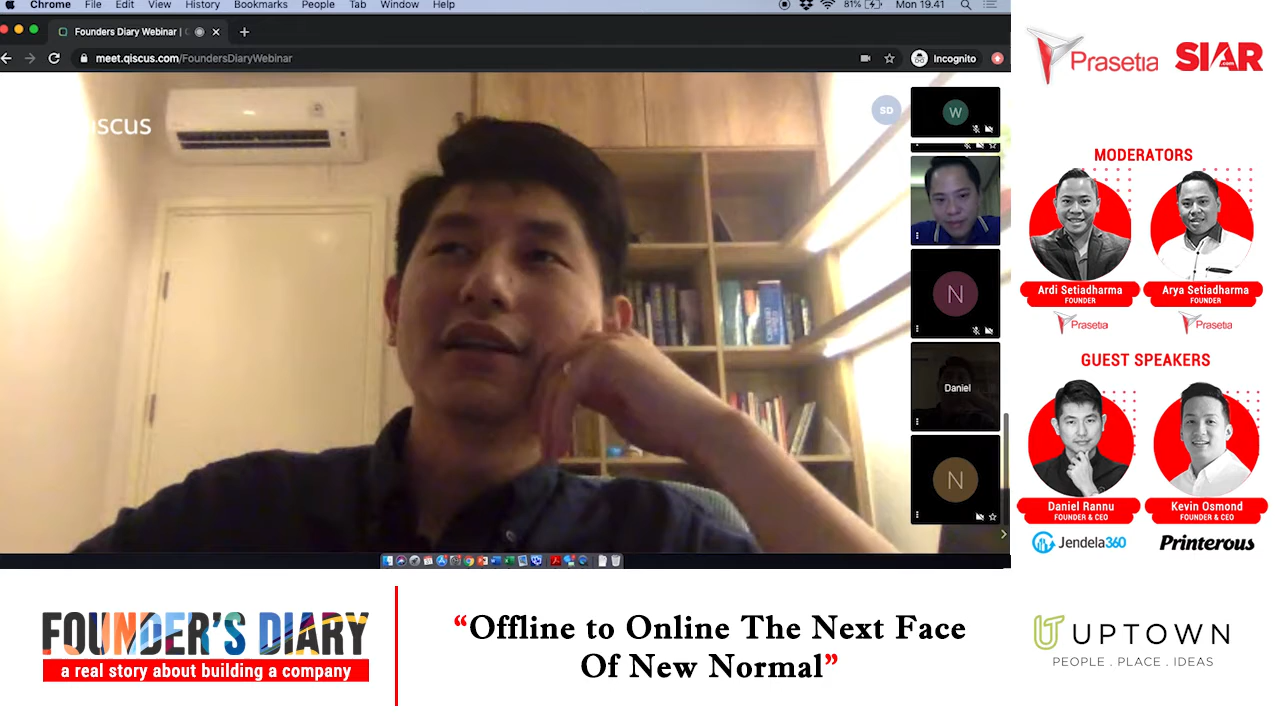 Chrome File Edit View History Bookmarks People Tab Window Help
81% Mon 19.41
Founders Diary Webinar |
meet.qiscus.com/FoundersDiaryWebinar
Incognito
iscus
SD
W
N
Daniel
N
Prasetia
SIAR
.com
MODERATORS
Ardi Setiadharma
FOUNDER
Prasetia
Arya Setiadharma
FOUNDER
Prasetia
GUEST SPEAKERS
Daniel Rannu
FOUNDER & CEO
Jendela360
Kevin Osmond
FOUNDER & CEO
Printerous
FOUNDER'S DIARY
a real story about building a company
“Offline to Online The Next Face
Of New Normal”
UPTOWN
PEOPLE . PLACE . IDEAS